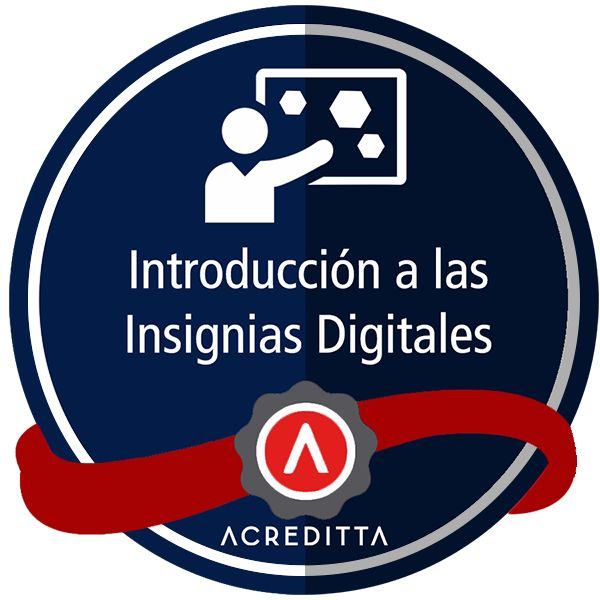 Introducción a las
Insignias Digitales
ACREDITTA